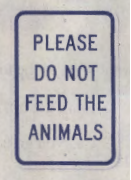 PLEASE
DO NOT
FEED THE
ANIMALS